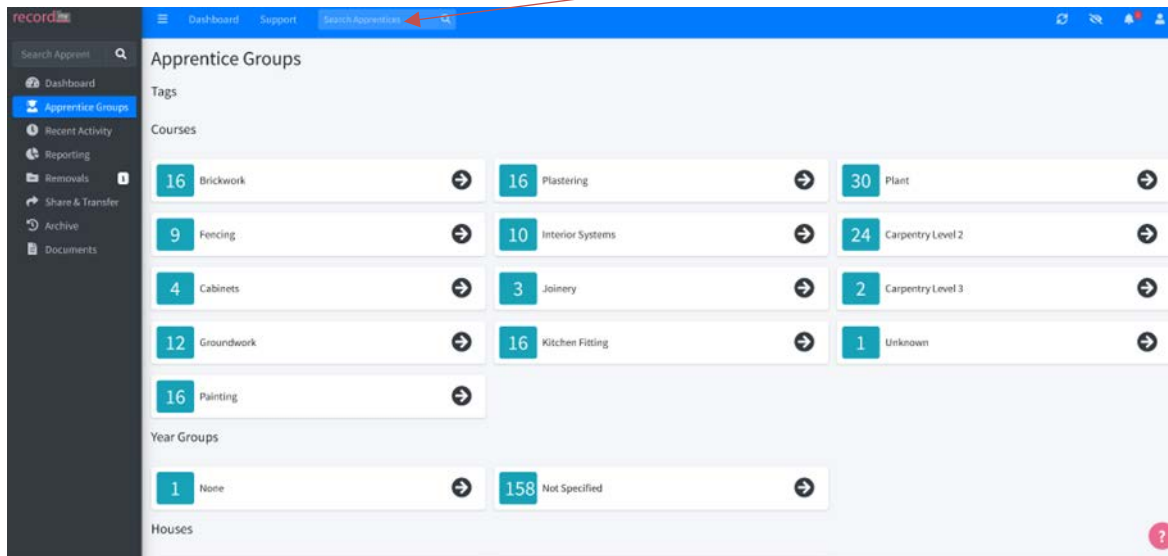 record
Dashboard Support Search Apprentices
Search Apprent
Dashboard
Apprentice Groups
Recent Activity
Reporting
Removals 1
Share & Transfer
Archive
Documents
Apprentice Groups
Tags
Courses
16 Brickwork
16 Plastering
30 Plant
9 Fencing
10 Interior Systems
24 Carpentry Level 2
4 Cabinets
3 Joinery
2 Carpentry Level 3
12 Groundwork
16 Kitchen Fitting
1 Unknown
16 Painting
Year Groups
1 None
158 Not Specified
Houses
?